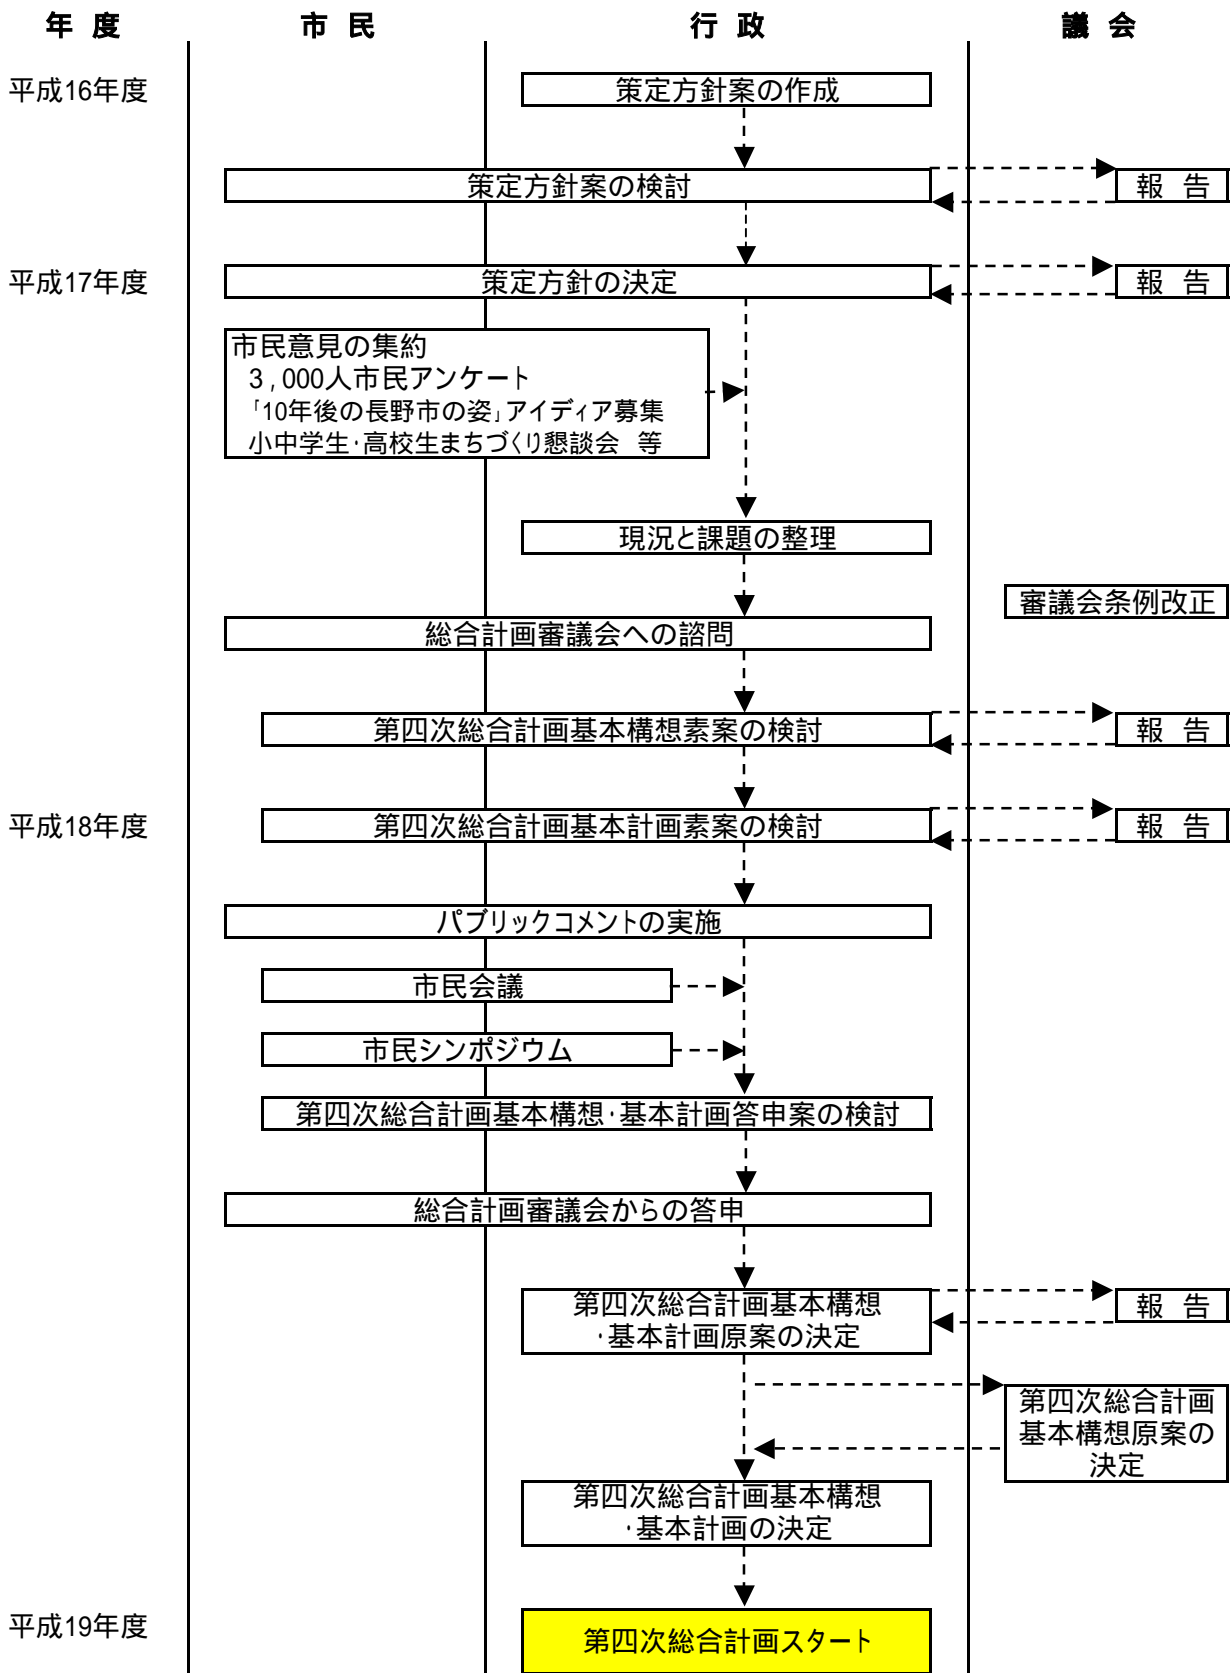 年 度
市 民
行 政
議 会
平成16年度
策定方針案の作成
策定方針案の検討
報 告
平成17年度
策定方針の決定
報 告
市民意見の集約
3,000人市民アンケート
「10年後の長野市の姿」アイディア募集
小中学生・高校生まちづくり懇談会 等
現況と課題の整理
審議会条例改正
総合計画審議会への諮問
第四次総合計画基本構想素案の検討
報 告
平成18年度
第四次総合計画基本計画素案の検討
報 告
パブリックコメントの実施
市民会議
市民シンポジウム
第四次総合計画基本構想・基本計画答申案の検討
総合計画審議会からの答申
第四次総合計画基本構想
・基本計画原案の決定
報 告
第四次総合計画
基本構想原案の
決定
第四次総合計画基本構想
・基本計画の決定
平成19年度
第四次総合計画スタート